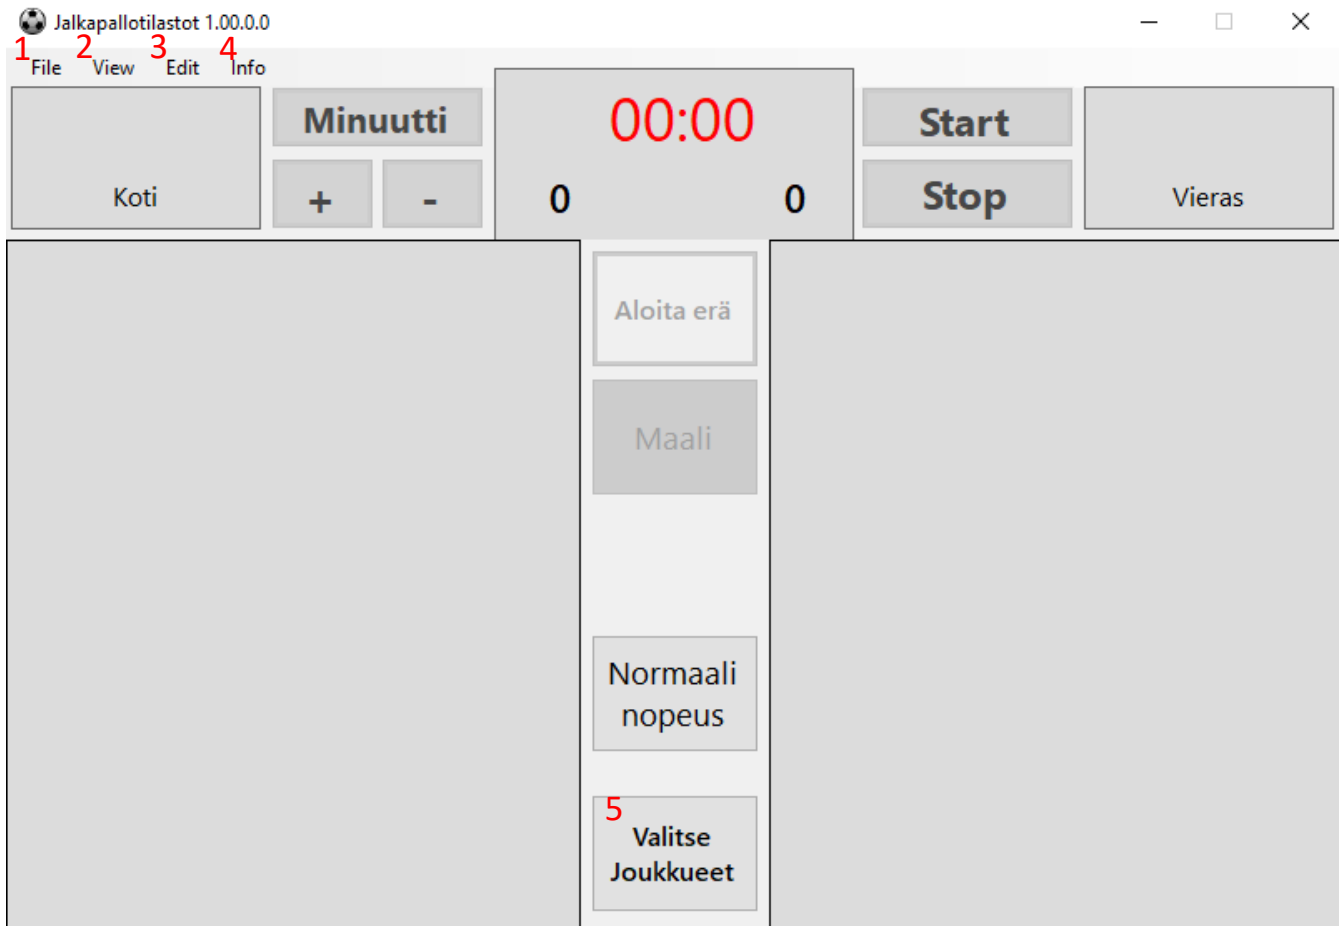 Jalkapallotilastot 1.00.0.0
1 2 3 4
File View Edit Info
Minuutti
00:00
Start
Koti
+ -
0 0
Stop
Vieras
Aloita erä
Maali
Normaali
nopeus
5
Valitse
Joukkueet